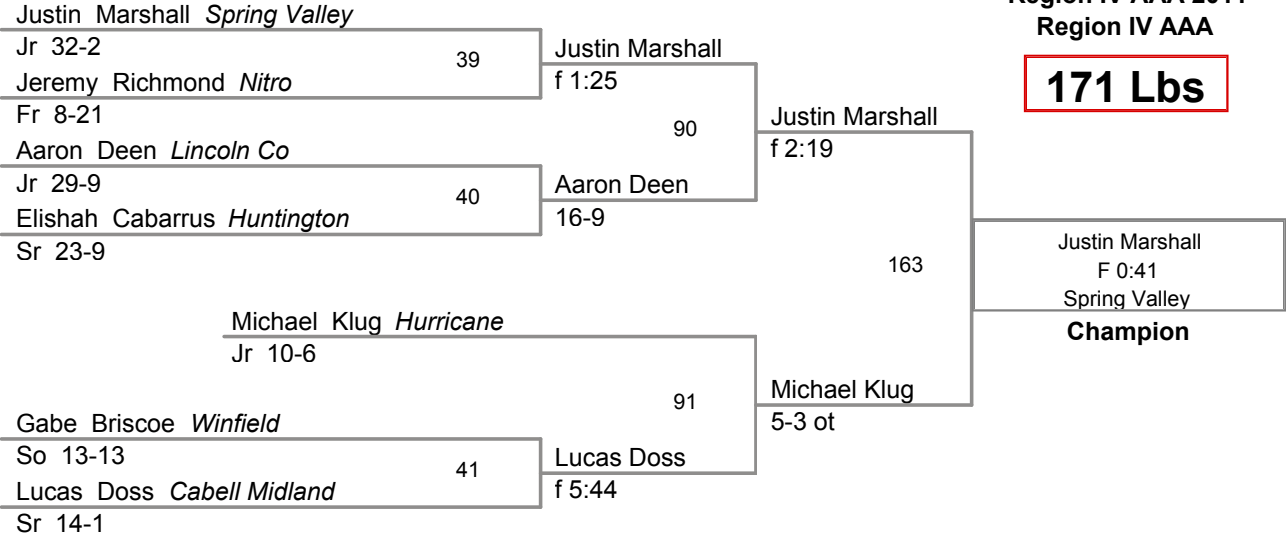 Region IV AAA 2011
Region IV AAA
171 Lbs
Justin Marshall Spring Valley
Jr 32-2
39
Jeremy Richmond Nitro
Fr 8-21
Justin Marshall
f 1:25
90
Aaron Deen Lincoln Co
Jr 29-9
40
Elishah Cabarrus Huntington
Sr 23-9
Aaron Deen
16-9
Justin Marshall
f 2:19
163
Michael Klug Hurricane
Jr 10-6
91
Gabe Briscoe Winfield
So 13-13
41
Lucas Doss Cabell Midland
Sr 14-1
Lucas Doss
f 5:44
Michael Klug
5-3 ot
Justin Marshall
F 0:41
Spring Valley
Champion